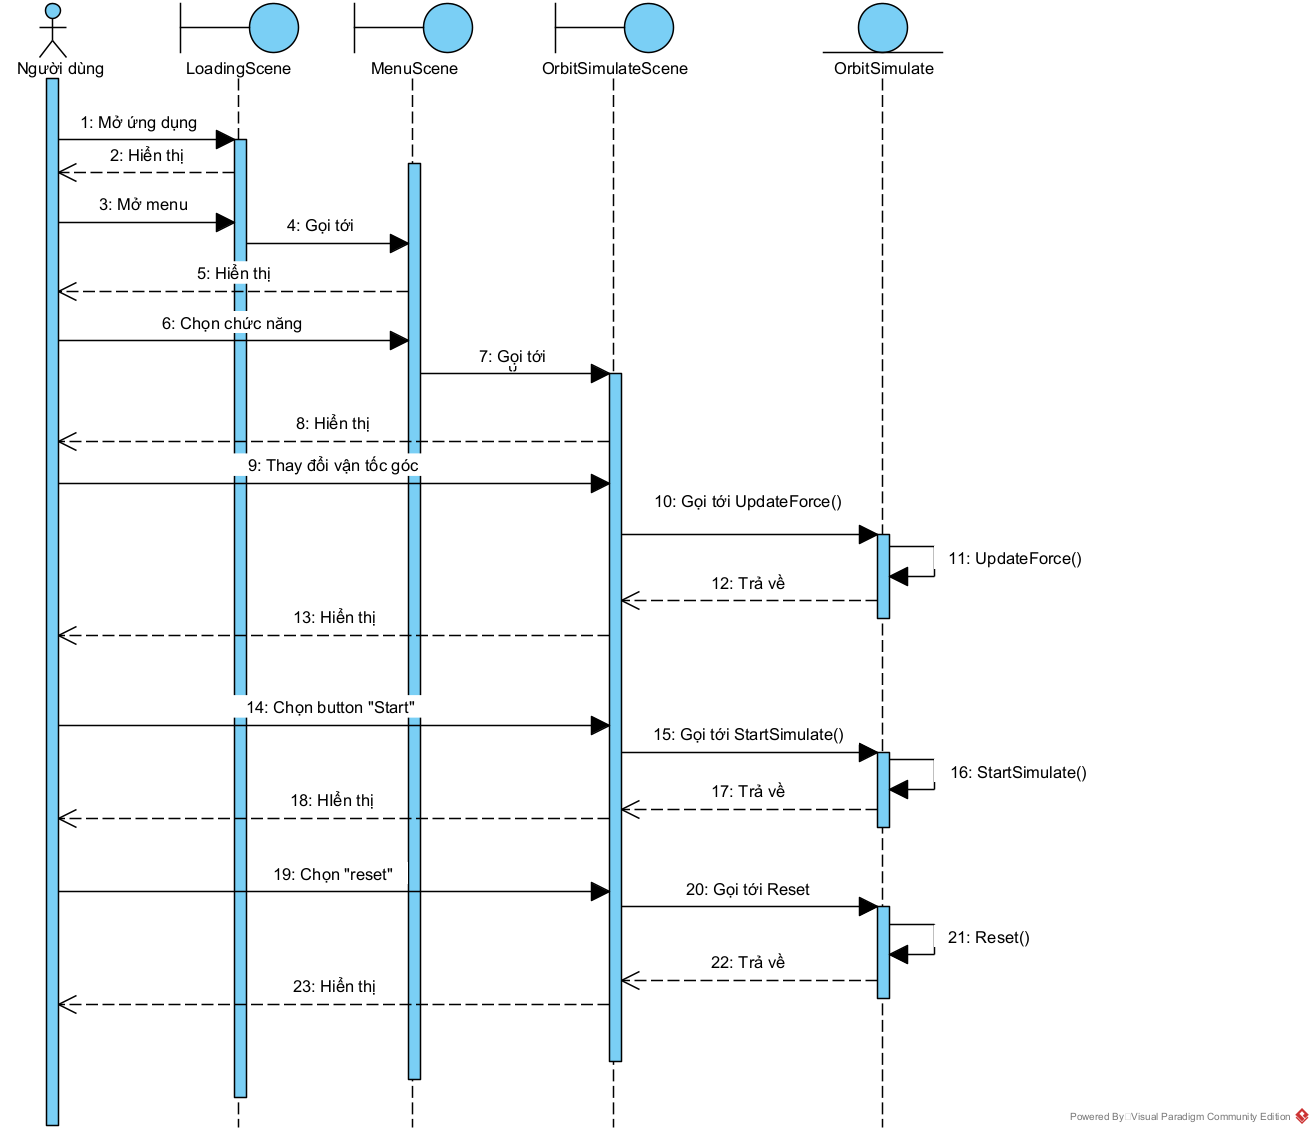 Người dùng
LoadingScene
MenuScene
OrbitSimulateScene
OrbitSimulate
1: Mở ứng dụng
2: Hiển thị
3: Mở menu
4: Gọi tới
5: Hiển thị
6: Chọn chức năng
7: Gọi tới
8: Hiển thị
9: Thay đổi vận tốc góc
10: Gọi tới UpdateForce()
11: UpdateForce()
12: Trả về
13: Hiển thị
14: Chọn button "Start"
15: Gọi tới StartSimulate()
16: StartSimulate()
17: Trả về
18: HIển thị
19: Chọn "reset"
20: Gọi tới Reset
21: Reset()
22: Trả về
23: Hiển thị
Powered By Visual Paradigm Community Edition